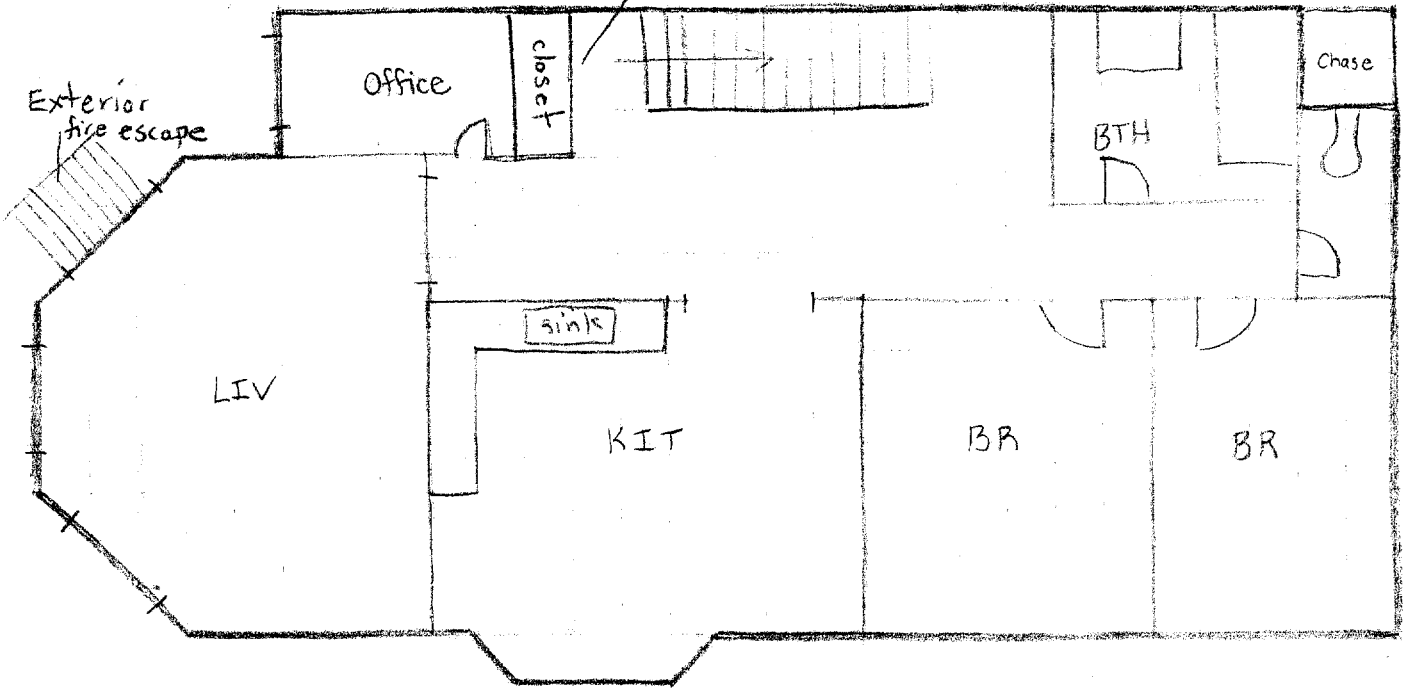 Office
closet
Chase
Exterior
fire escape
BTH
sink
LIV
KIT
BR
BR